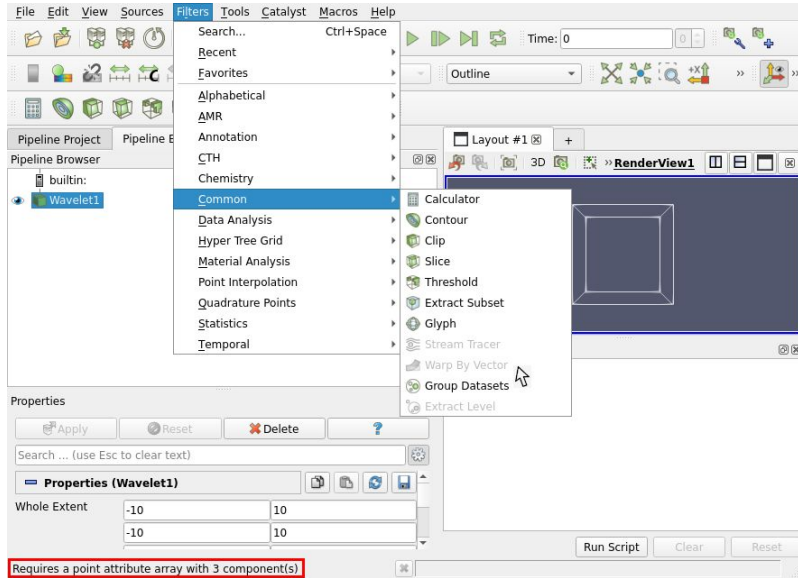 File Edit View Sources Filters Tools Catalyst Macros Help
Search... Ctrl+Space
Recent
Favorites
Alphabetical
AMR
Annotation
CTH
Chemistry
Common
Data Analysis
Hyper Tree Grid
Material Analysis
Point Interpolation
Quadrature Points
Statistics
Temporal
Calculator
Contour
Clip
Slice
Threshold
Extract Subset
Glyph
Stream Tracer
Warp By Vector
Group Datasets
Extract Level
Time: 0 0
Outline
+X
Pipeline Project Pipeline
Layout #1 +
Pipeline Browser
3D RenderView1
builtin:
Wavelet1
Properties
Apply Reset Delete ?
Search ... (use Esc to clear text)
Properties (Wavelet1)
Whole Extent -10 10
-10 10
Run Script Clear Reset
Requires a point attribute array with 3 component(s)